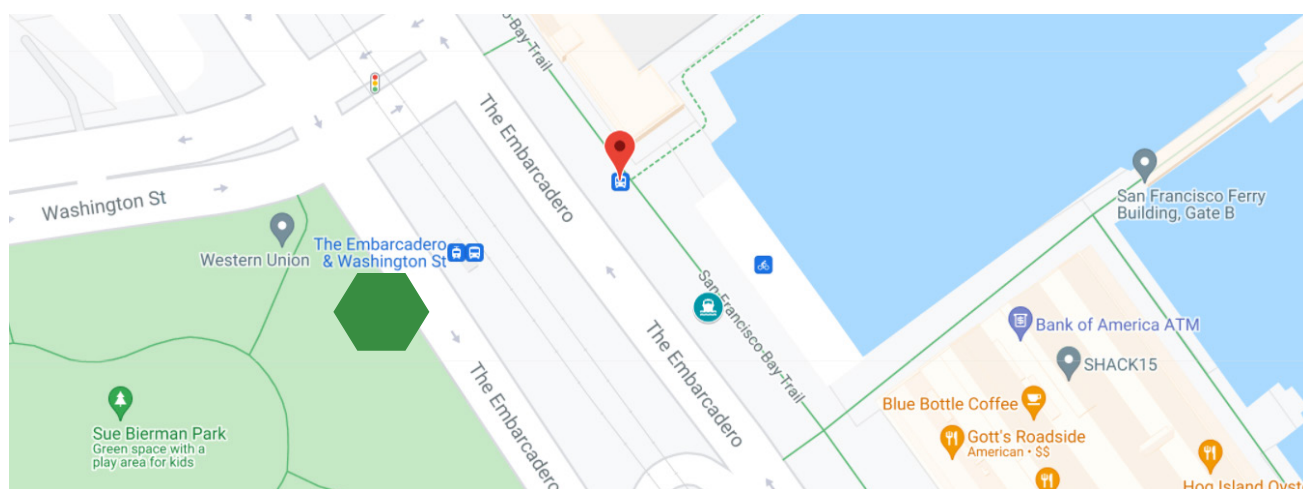 Bay Trail
The Embarcadero
Washington St
Western Union
The Embarcadero
& Washington St
San Francisco Ferry
Building, Gate B
San Francisco Bay Trail
The Embarcadero
The Embarcadero
Bank of America ATM
SHACK15
Blue Bottle Coffee
Gott's Roadside
American • $$
Sue Bierman Park
Green space with a
play area for kids
Hog Island Oyst